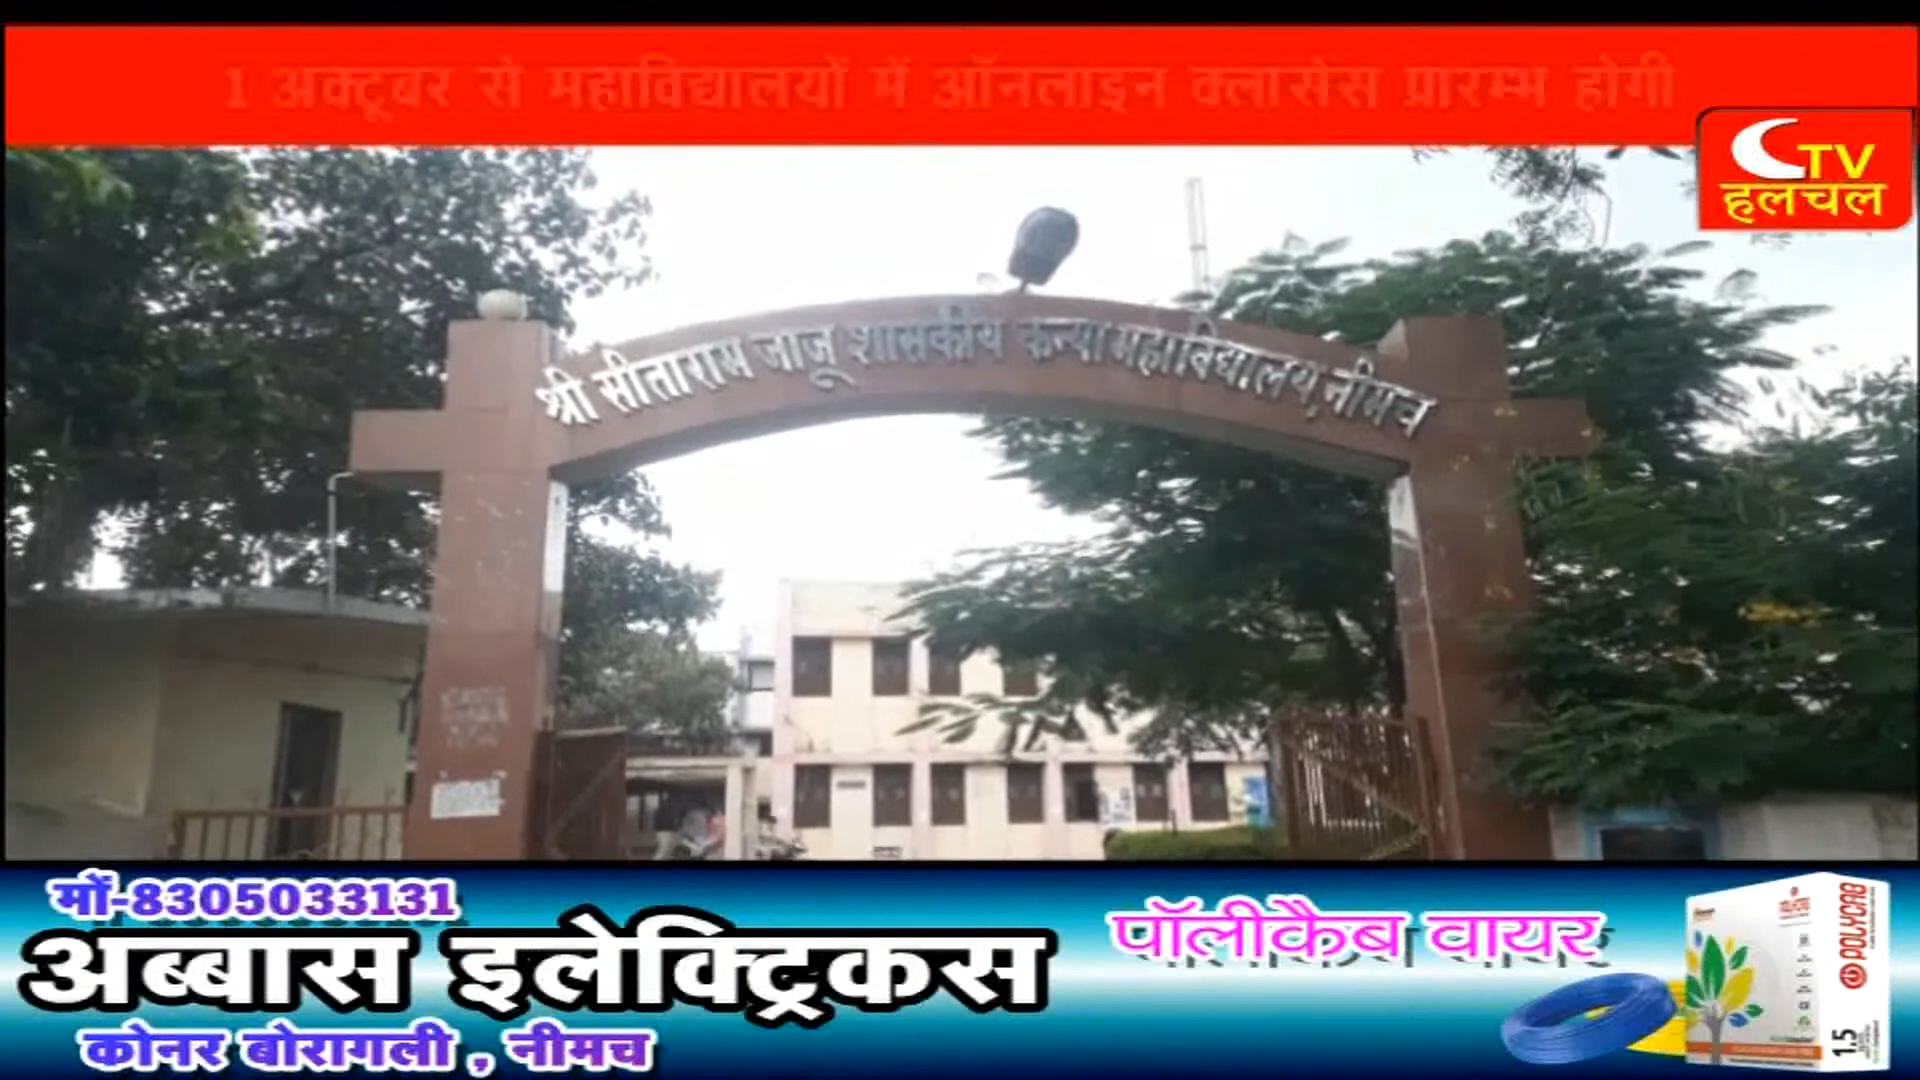 1 अक्टूबर से महाविद्यालयों में ऑनलाइन क्लासेस प्रारम्भ होगी
TV
हलचल
श्री सीताराम जाजू शासकीय कन्या महाविद्यालय, नीमच
मों-8305033131
अब्बास इलेक्ट्रिकस
कोनर बोरागली , नीमच
पॉलीकैब वायर
POLYCAB
1.5